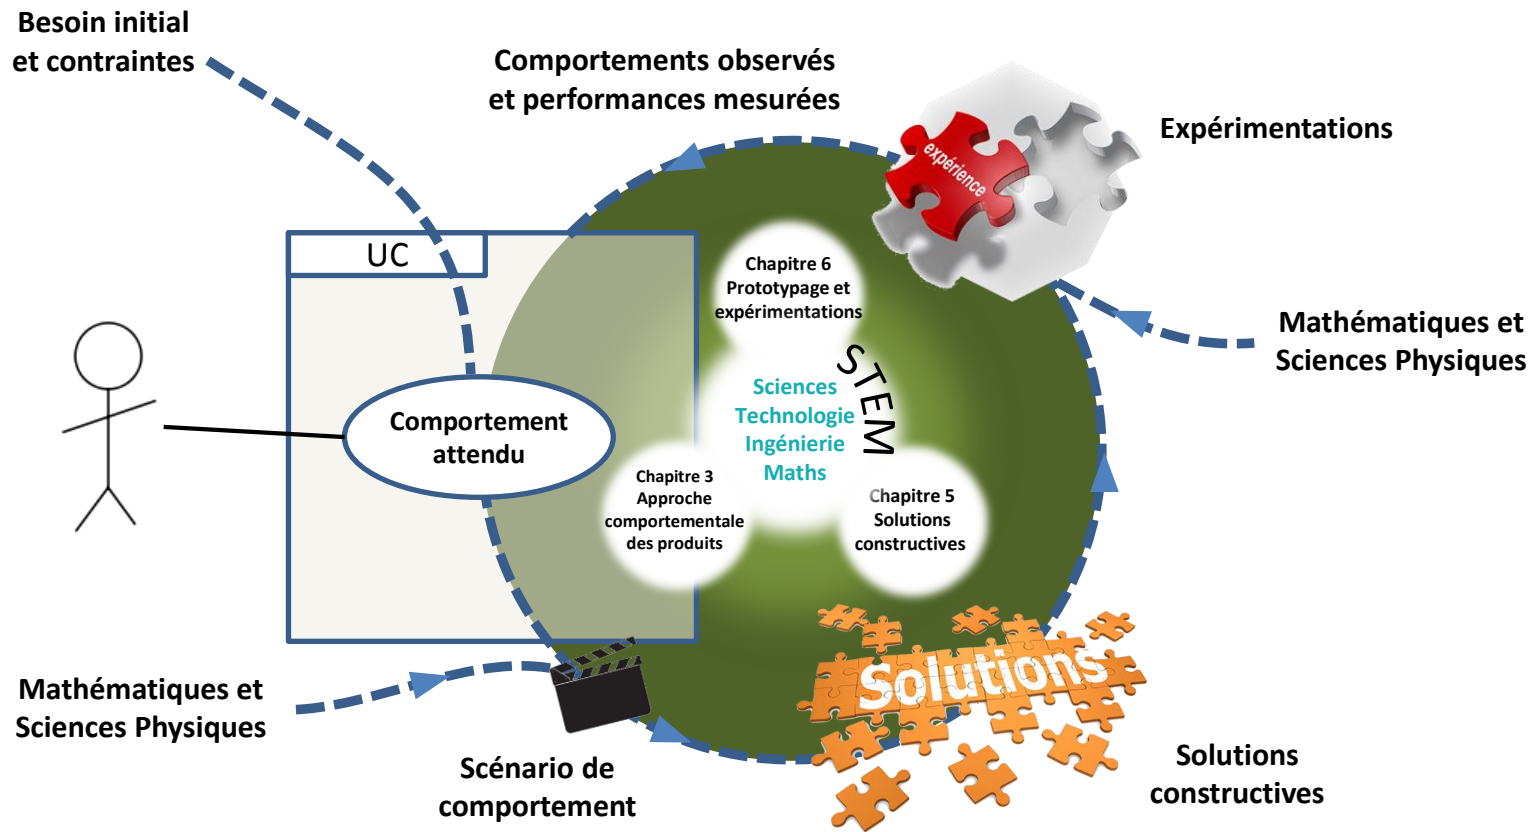 Besoin initial
et contraintes
Comportements observés
et performances mesurées
expérience
Expérimentations
UC
Chapitre 6
Prototypage et
expérimentations
Mathématiques et
Sciences Physiques
STEM
Sciences
Technologie
Ingénierie
Maths
Comportement
attendu
Chapitre 3
Approche
comportementale
des produits
Chapitre 5
Solutions
constructives
Solutions
Mathématiques et
Sciences Physiques
Scénario de
comportement
Solutions
constructives